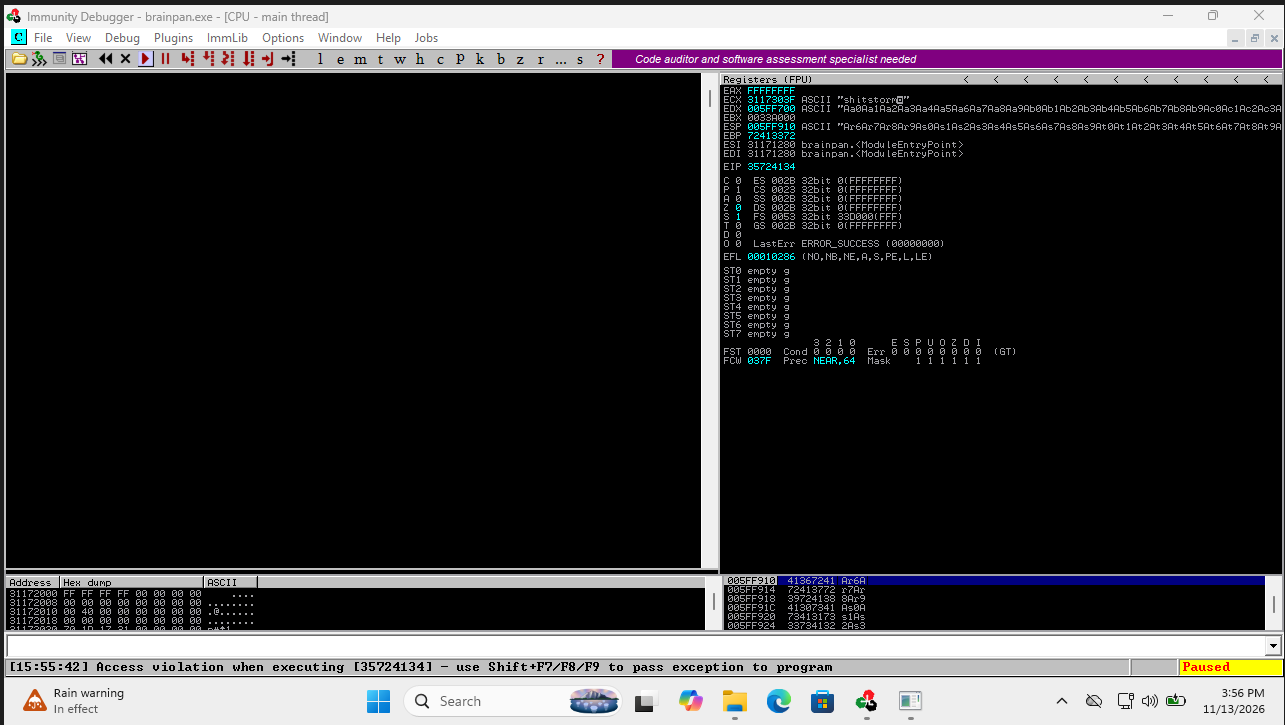 Immunity Debugger - brainpan.exe - [CPU - main thread]
C File View Debug Plugins ImmLib Options Window Help Jobs
l e m t w h c P k b z r ... s ? Code auditor and software assessment specialist needed
Registers (FPU) < < < < < < < < < < <
EAX FFFFFFFF
ECX 3117303F ASCII "shitstorm
EDX 005FF700 ASCII "Aa0Aa1Aa2Aa3Aa4Aa5Aa6Aa7Aa8Aa9Ab0Ab1Ab2Ab3Ab4Ab5Ab6Ab7Ab8Ab9Ac0Ac1Ac2Ac3A
EBX 0033A000
ESP 005FF910 ASCII "Ar6Ar7Ar8Ar9As0As1As2As3As4As5As6As7As8As9At0At1At2At3At4At5At6At7At8At9A
EBP 72413372
ESI 31171280 brainpan.<ModuleEntryPoint>
EDI 31171280 brainpan.<ModuleEntryPoint>
EIP 35724134
C 0 ES 002B 32bit 0(FFFFFFFF)
P 1 CS 0023 32bit 0(FFFFFFFF)
A 0 SS 002B 32bit 0(FFFFFFFF)
Z 0 DS 002B 32bit 0(FFFFFFFF)
S 1 FS 0053 32bit 33D000(FFF)
T 0 GS 002B 32bit 0(FFFFFFFF)
D 0
O 0 LastErr ERROR_SUCCESS (00000000)
EFL 00010286 (NO,NB,NE,A,S,PE,L,LE)
ST0 empty g
ST1 empty g
ST2 empty g
ST3 empty g
ST4 empty g
ST5 empty g
ST6 empty g
ST7 empty g
3 2 1 0 E S P U O Z D I
FST 0000 Cond 0 0 0 0 Err 0 0 0 0 0 0 0 0 (GT)
FCW 037F Prec NEAR,64 Mask 1 1 1 1 1 1
Address Hex dump ASCII
31172000 FF FF FF FF 00 00 00 00 ....
31172008 00 00 00 00 00 00 00 00 ........
31172010 00 40 00 00 00 00 00 00 .@......
31172018 00 00 00 00 00 00 00 00 ........
005FF910 41367241 Ar6A
005FF914 72413772 r7Ar
005FF918 39724138 8Ar9
005FF91C 41307341 As0A
005FF920 73413173 s1As
005FF924 33734132 2As3
[15:55:42] Access violation when executing [35724134] - use Shift+F7/F8/F9 to pass exception to program
Paused
Rain warning
In effect
Search
3:56 PM
11/13/2026